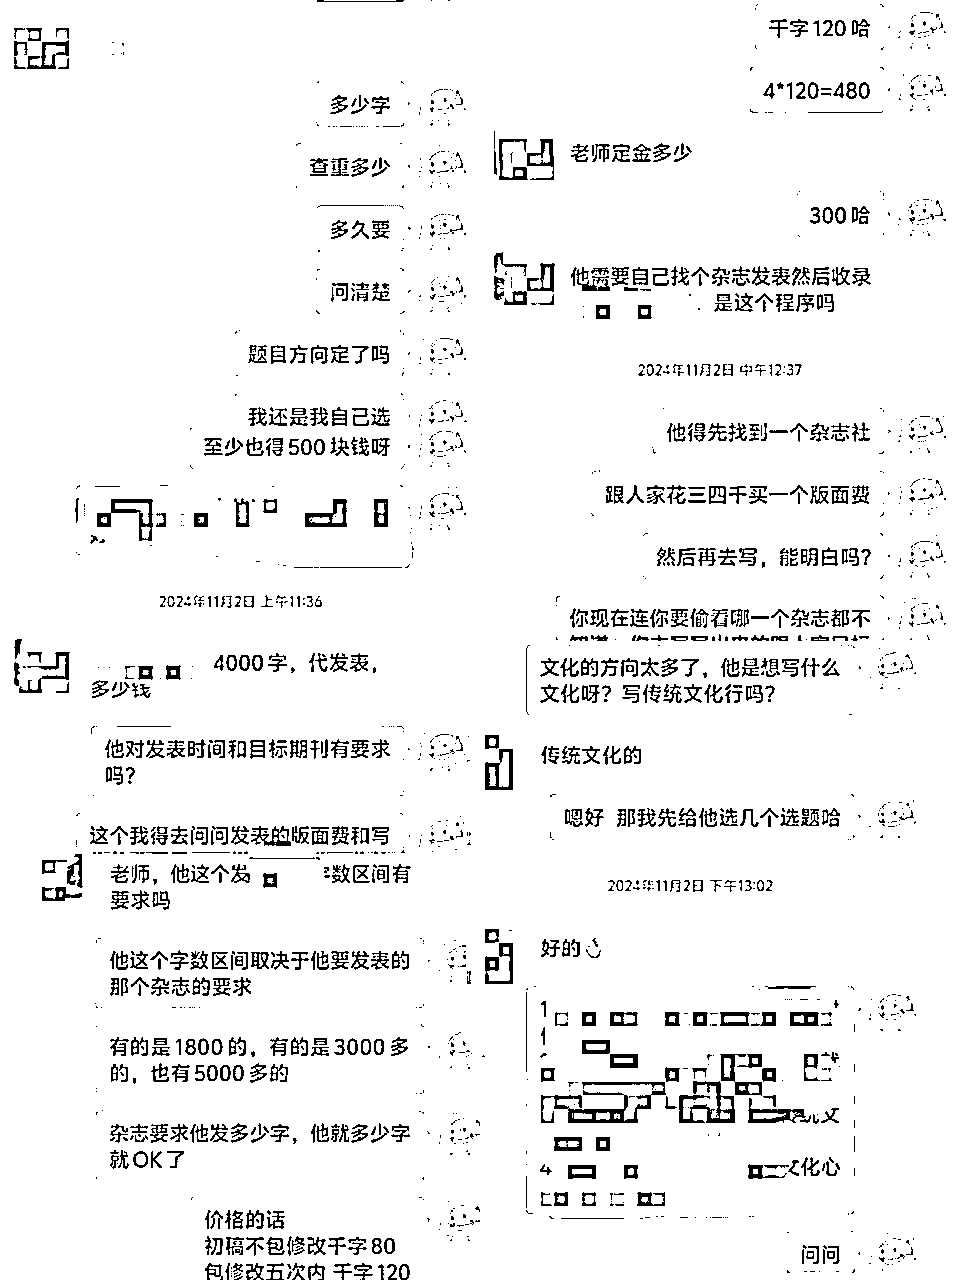 多少字
查重多少
多久要
问清楚
题目方向定了吗
我还是我自己选
至少也得500块钱呀
2024年11月2日 上午11:36
4000字，代发表，
多少钱
他对发表时间和目标期刊有要求
吗？
这个我得去问问发表的版面费和写
老师，他这个发
数区间有
要求吗
他这个字数区间取决于他要发表的
那个杂志的要求
有的是1800的，有的是3000多
的，也有5000多的
杂志要求他发多少字，他就多少字
就OK了
价格的话
初稿不包修改千字80
包修改五次内 千字120
千字120哈
4*120=480
老师定金多少
300哈
他需要自己找个杂志发表然后收录
是这个程序吗
2024年11月2日 中午12:37
他得先找到一个杂志社
跟人家花三四千买一个版面费
然后再去写，能明白吗?
你现在连你要偷看哪一个杂志都不
文化的方向太多了，他是想写什么
文化呀？写传统文化行吗？
传统文化的
嗯好 那我先给他选几个选题哈
2024年11月2日 下午13:02
好的
1
4
文化心
问问